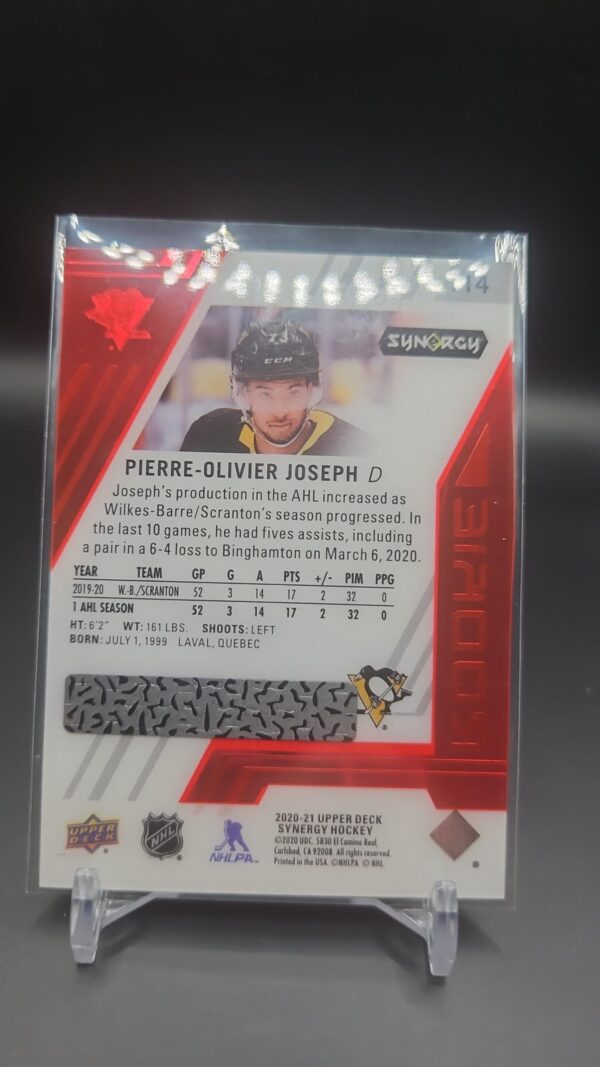 14
SYNERGY
73
CCM
PIERRE-OLIVIER JOSEPH D
Joseph's production in the AHL increased as
Wilkes-Barre/Scranton's season progressed. In
the last 10 games, he had fives assists, including
a pair in a 6-4 loss to Binghamton on March 6, 2020.
YEAR TEAM GP G A PTS +/- PIM PPG
2019-20 W.-B./SCRANTON 52 3 14 17 2 32 0
1 AHL SEASON 52 3 14 17 2 32 0
HT: 6'2" WT: 161 LBS. SHOOTS: LEFT
BORN: JULY 1, 1999 LAVAL, QUEBEC
ROOKIE
UPPER
DECK
NHL
NHLPA
2020-21 UPPER DECK
SYNERGY HOCKEY
©2020 UDC. 5830 El Camino Real,
Carlsbad, CA 92008. All rights reserved.
Printed in the USA. ©NHLPA. © NHL.